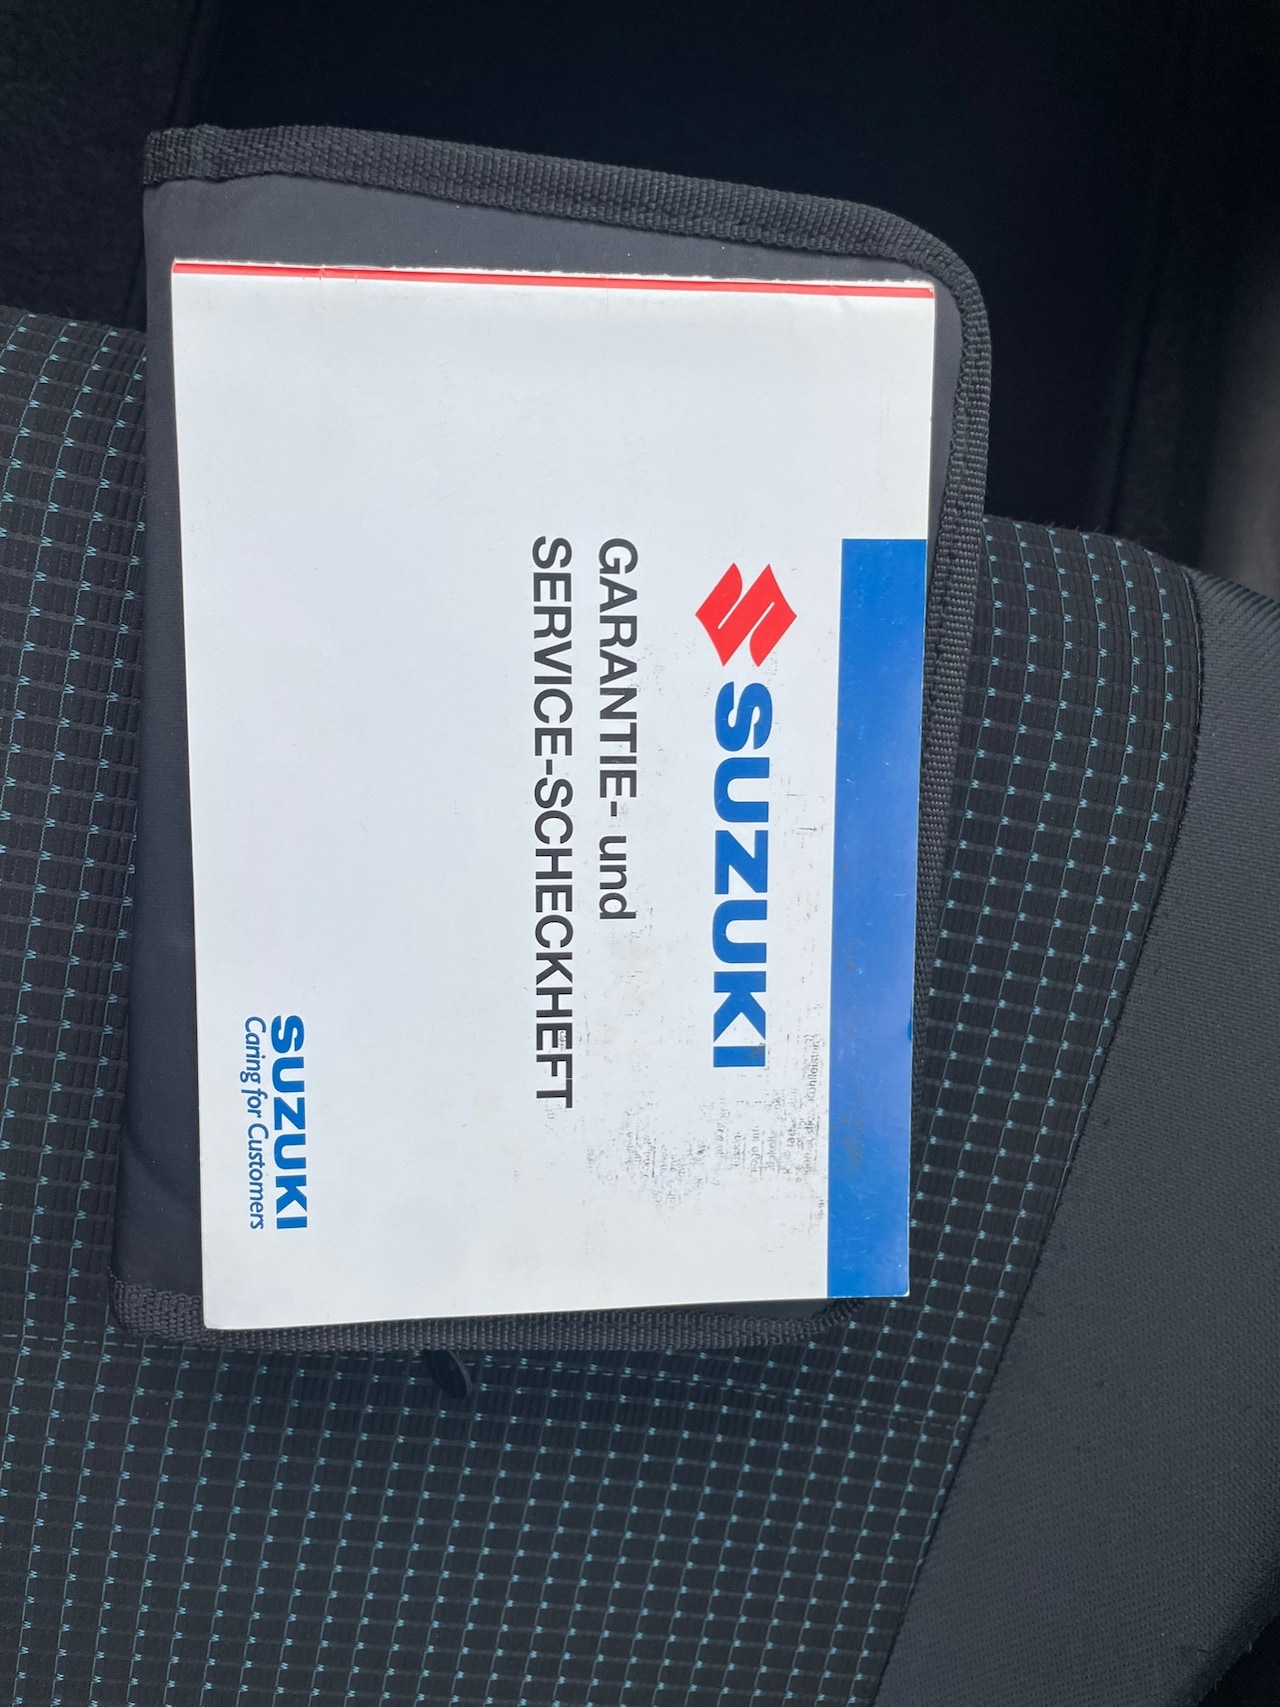 SUZUKI
GARANTIE- und
SERVICE-SCHECKHEFT
SUZUKI
Caring for Customers